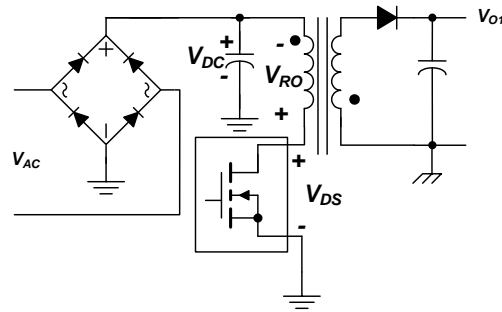 V_DC
+
-
-
V_RO
+
V_O1
+
~
~
-
V_AC
+
V_DS
-